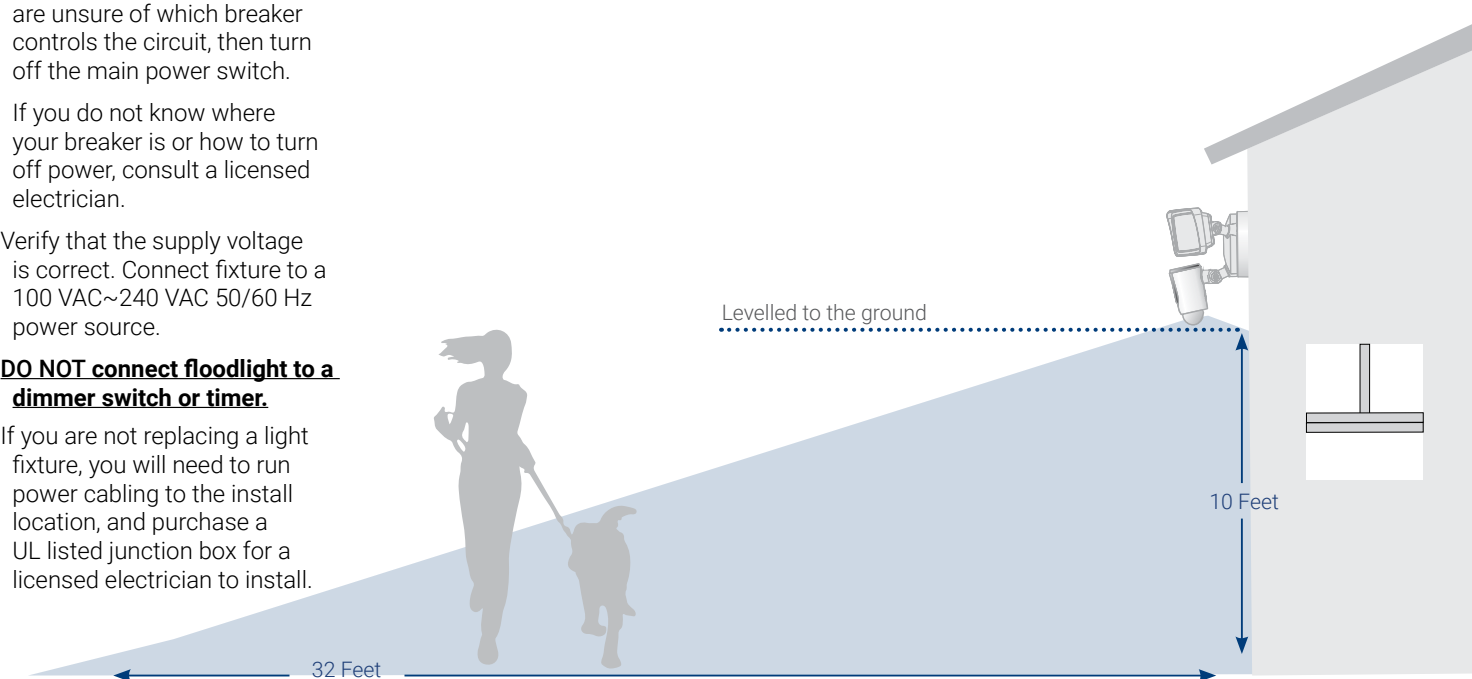 are unsure of which breaker
controls the circuit, then turn
off the main power switch.
If you do not know where
your breaker is or how to turn
off power, consult a licensed
electrician.
Verify that the supply voltage
is correct. Connect fixture to a
100 VAC~240 VAC 50/60 Hz
power source.
DO NOT connect floodlight to a
dimmer switch or timer.
If you are not replacing a light
fixture, you will need to run
power cabling to the install
location, and purchase a
UL listed junction box for a
licensed electrician to install.
Levelled to the ground
10 Feet
32 Feet